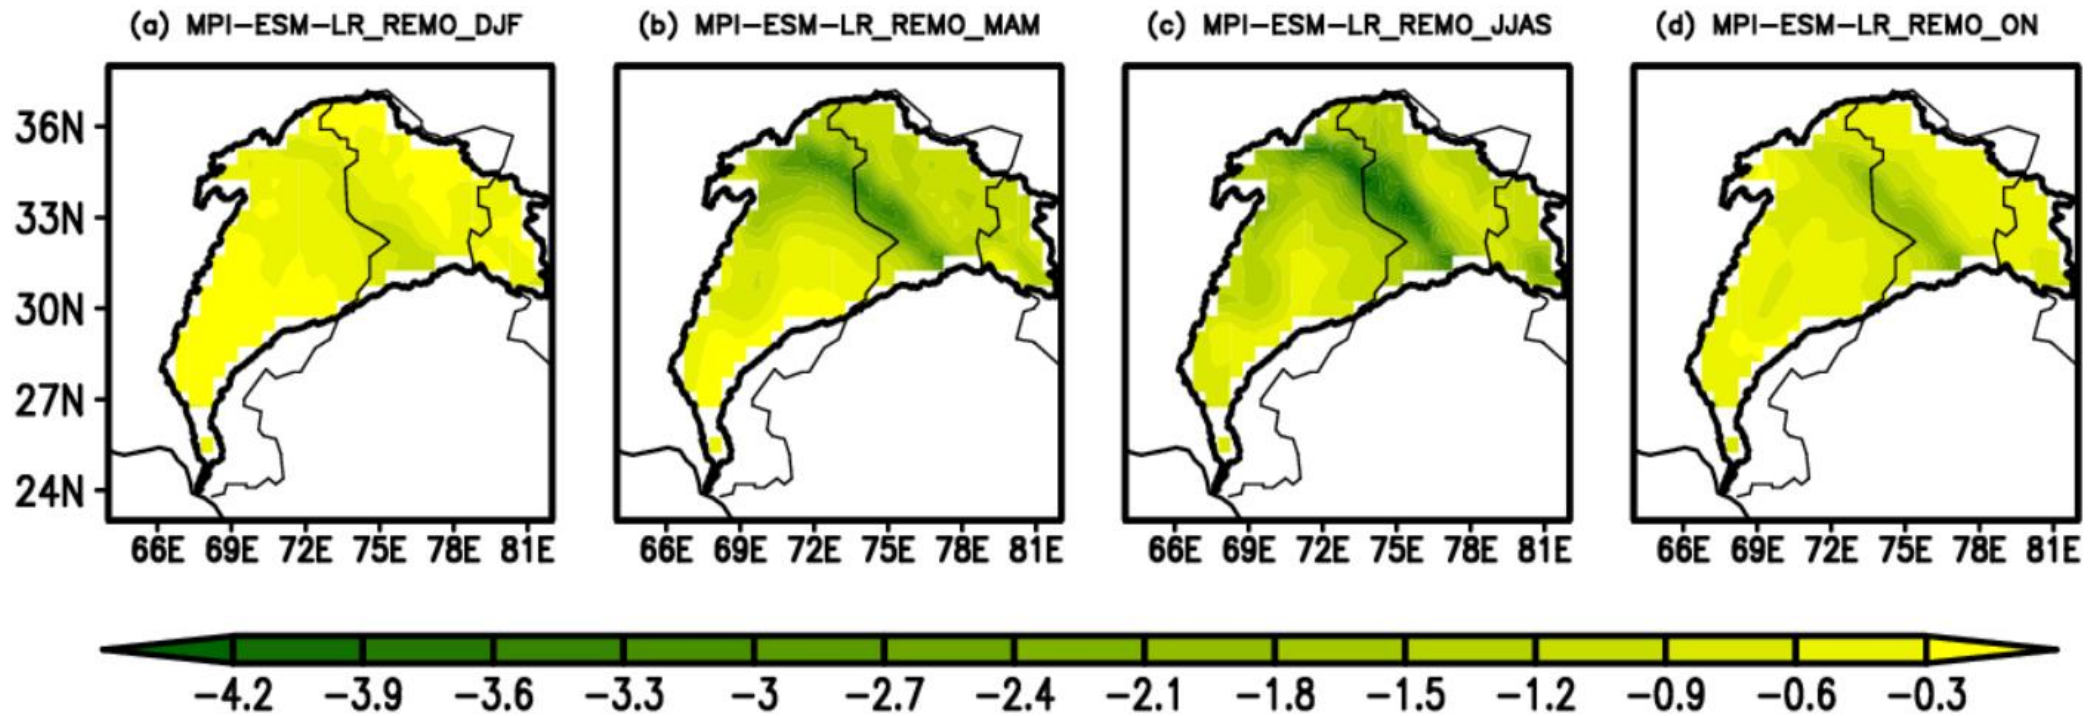 (a) MPI-ESM-LR_REMO_DJF (b) MPI-ESM-LR_REMO_MAM (c) MPI-ESM-LR_REMO_JJAS (d) MPI-ESM-LR_REMO_ON
36N
33N
30N
27N
24N
66E 69E 72E 75E 78E 81E 66E 69E 72E 75E 78E 81E 66E 69E 72E 75E 78E 81E 66E 69E 72E 75E 78E 81E
-4.2 -3.9 -3.6 -3.3 -3 -2.7 -2.4 -2.1 -1.8 -1.5 -1.2 -0.9 -0.6 -0.3